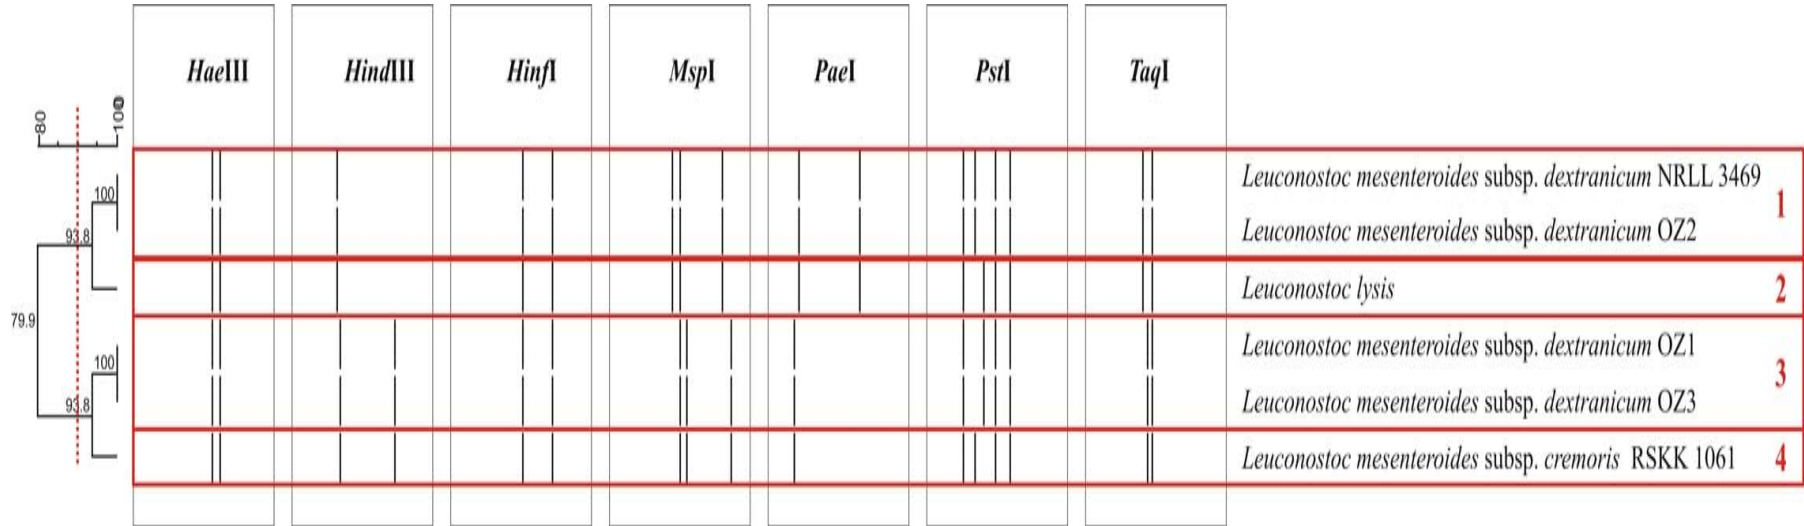 HaeIII HindIII HinfI MspI PaeI PstI TaqI
80 100
Leuconostoc mesenteroides subsp. dextranicum NRLL 3469
100
1
93.8
Leuconostoc mesenteroides subsp. dextranicum OZ2
Leuconostoc lysis 2
79.9
Leuconostoc mesenteroides subsp. dextranicum OZ1
100
3
93.8
Leuconostoc mesenteroides subsp. dextranicum OZ3
Leuconostoc mesenteroides subsp. cremoris RSKK 1061 4